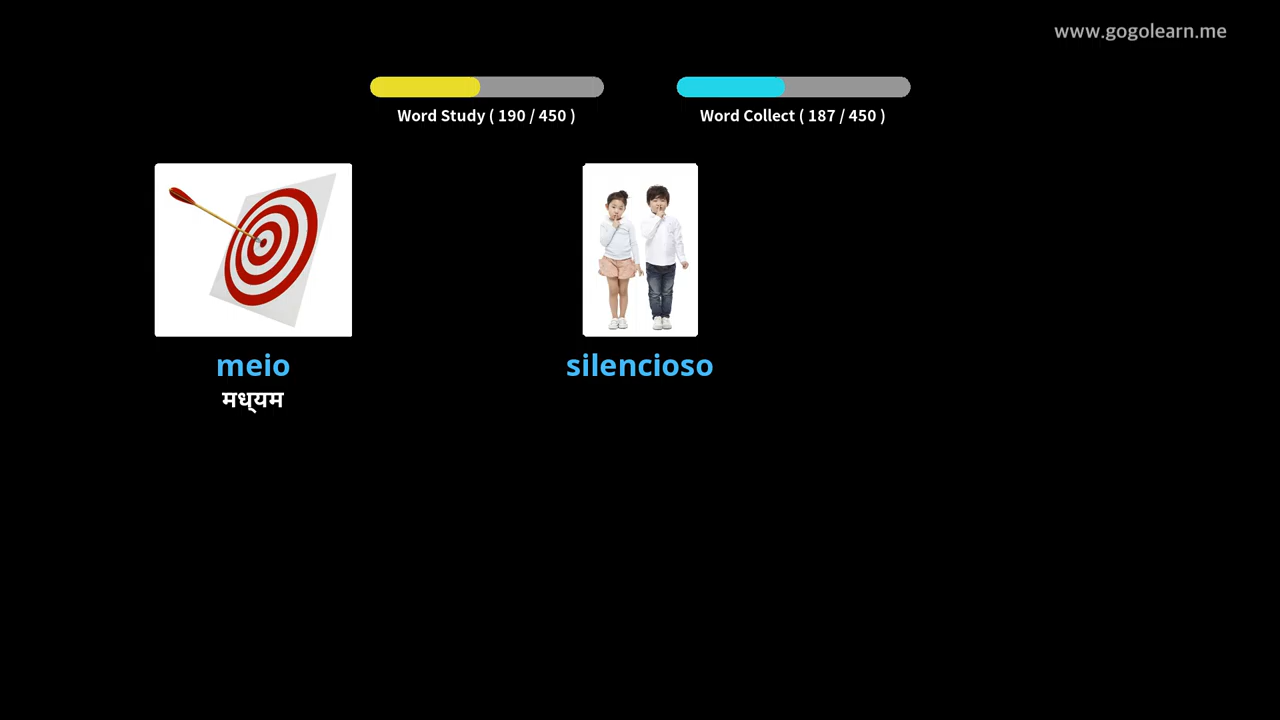 www.gogolearn.me
Word Study ( 190 / 450 )
Word Collect ( 187 / 450 )
meio
silencioso
मध्यम